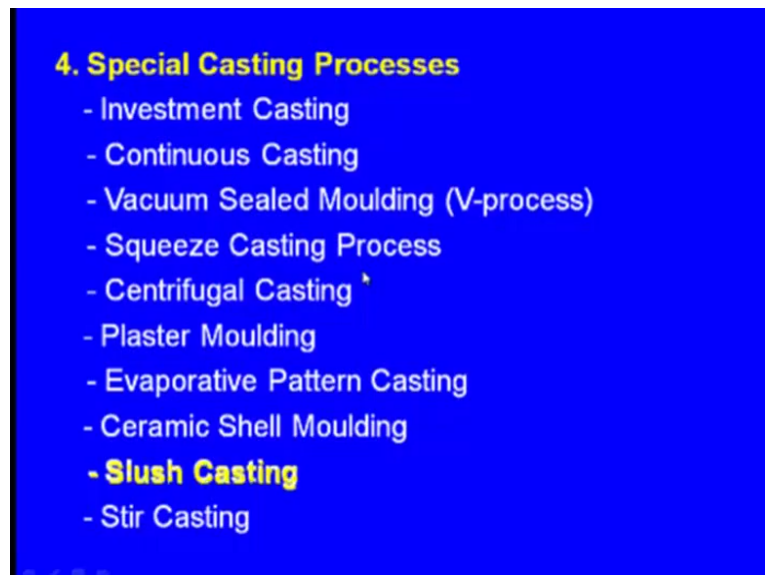 4. Special Casting Processes
- Investment Casting
- Continuous Casting
- Vacuum Sealed Moulding (V-process)
- Squeeze Casting Process
- Centrifugal Casting
- Plaster Moulding
- Evaporative Pattern Casting
- Ceramic Shell Moulding
- Slush Casting
- Stir Casting